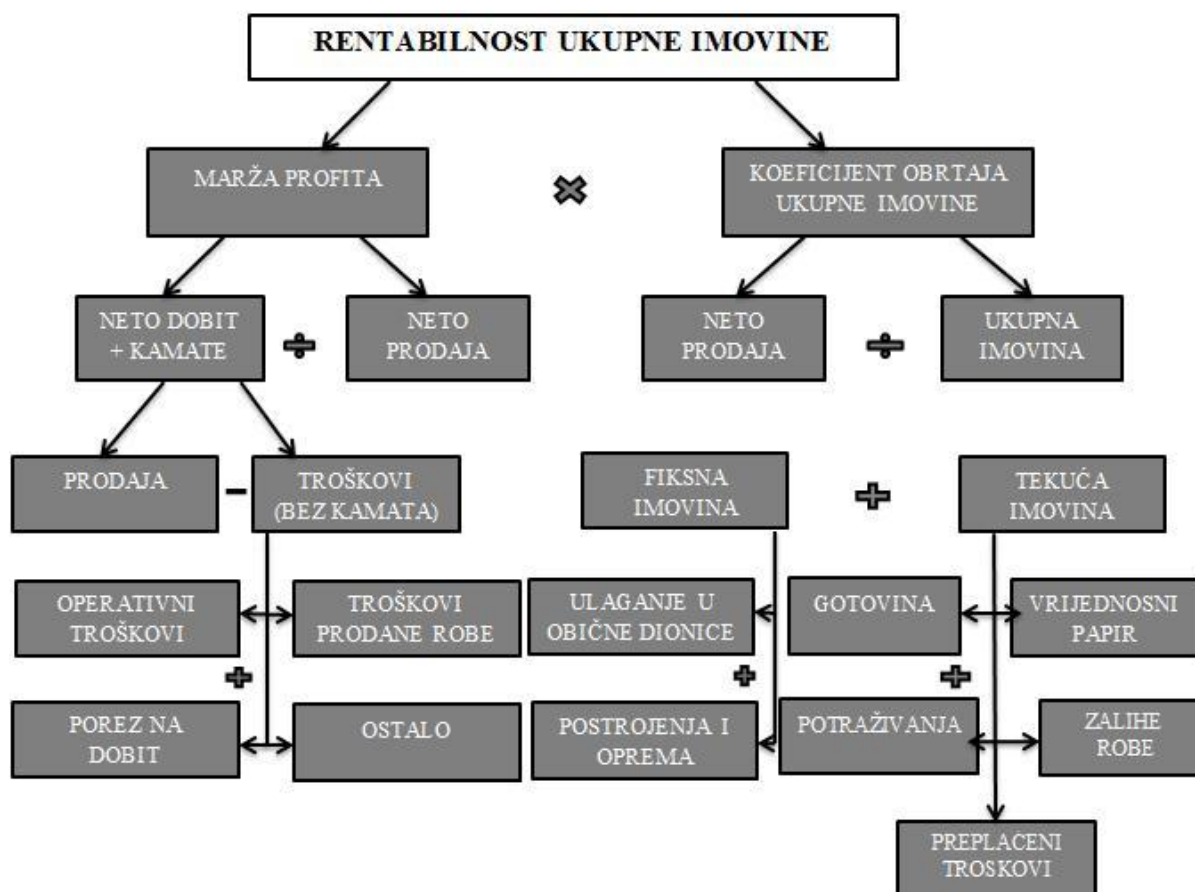 RENTABILNOST UKUPNE IMOVINE
MARŽA PROFITA
KOEFICIJENT OBRTAJA
UKUPNE IMOVINE
NETO DOBIT
+ KAMATE
NETO
PRODAJA
NETO
PRODAJA
UKUPNA
IMOVINA
PRODAJA
TROŠKOVI
(BEZ KAMATA)
FIKSNA
IMOVINA
TEKUĆA
IMOVINA
OPERATIVNI
TROŠKOVI
TROŠKOVI
PRODANE ROBE
ULAGANJE U
OBIČNE DIONICE
GOTOVINA
VRIJEDNOSNI
PAPIR
POREZ NA
DOBIT
OSTALO
POSTROJENJA I
OPREMA
POTRAŽIVANJA
ZALIHE
ROBE
PREPLAĆENI
TROSKOVI